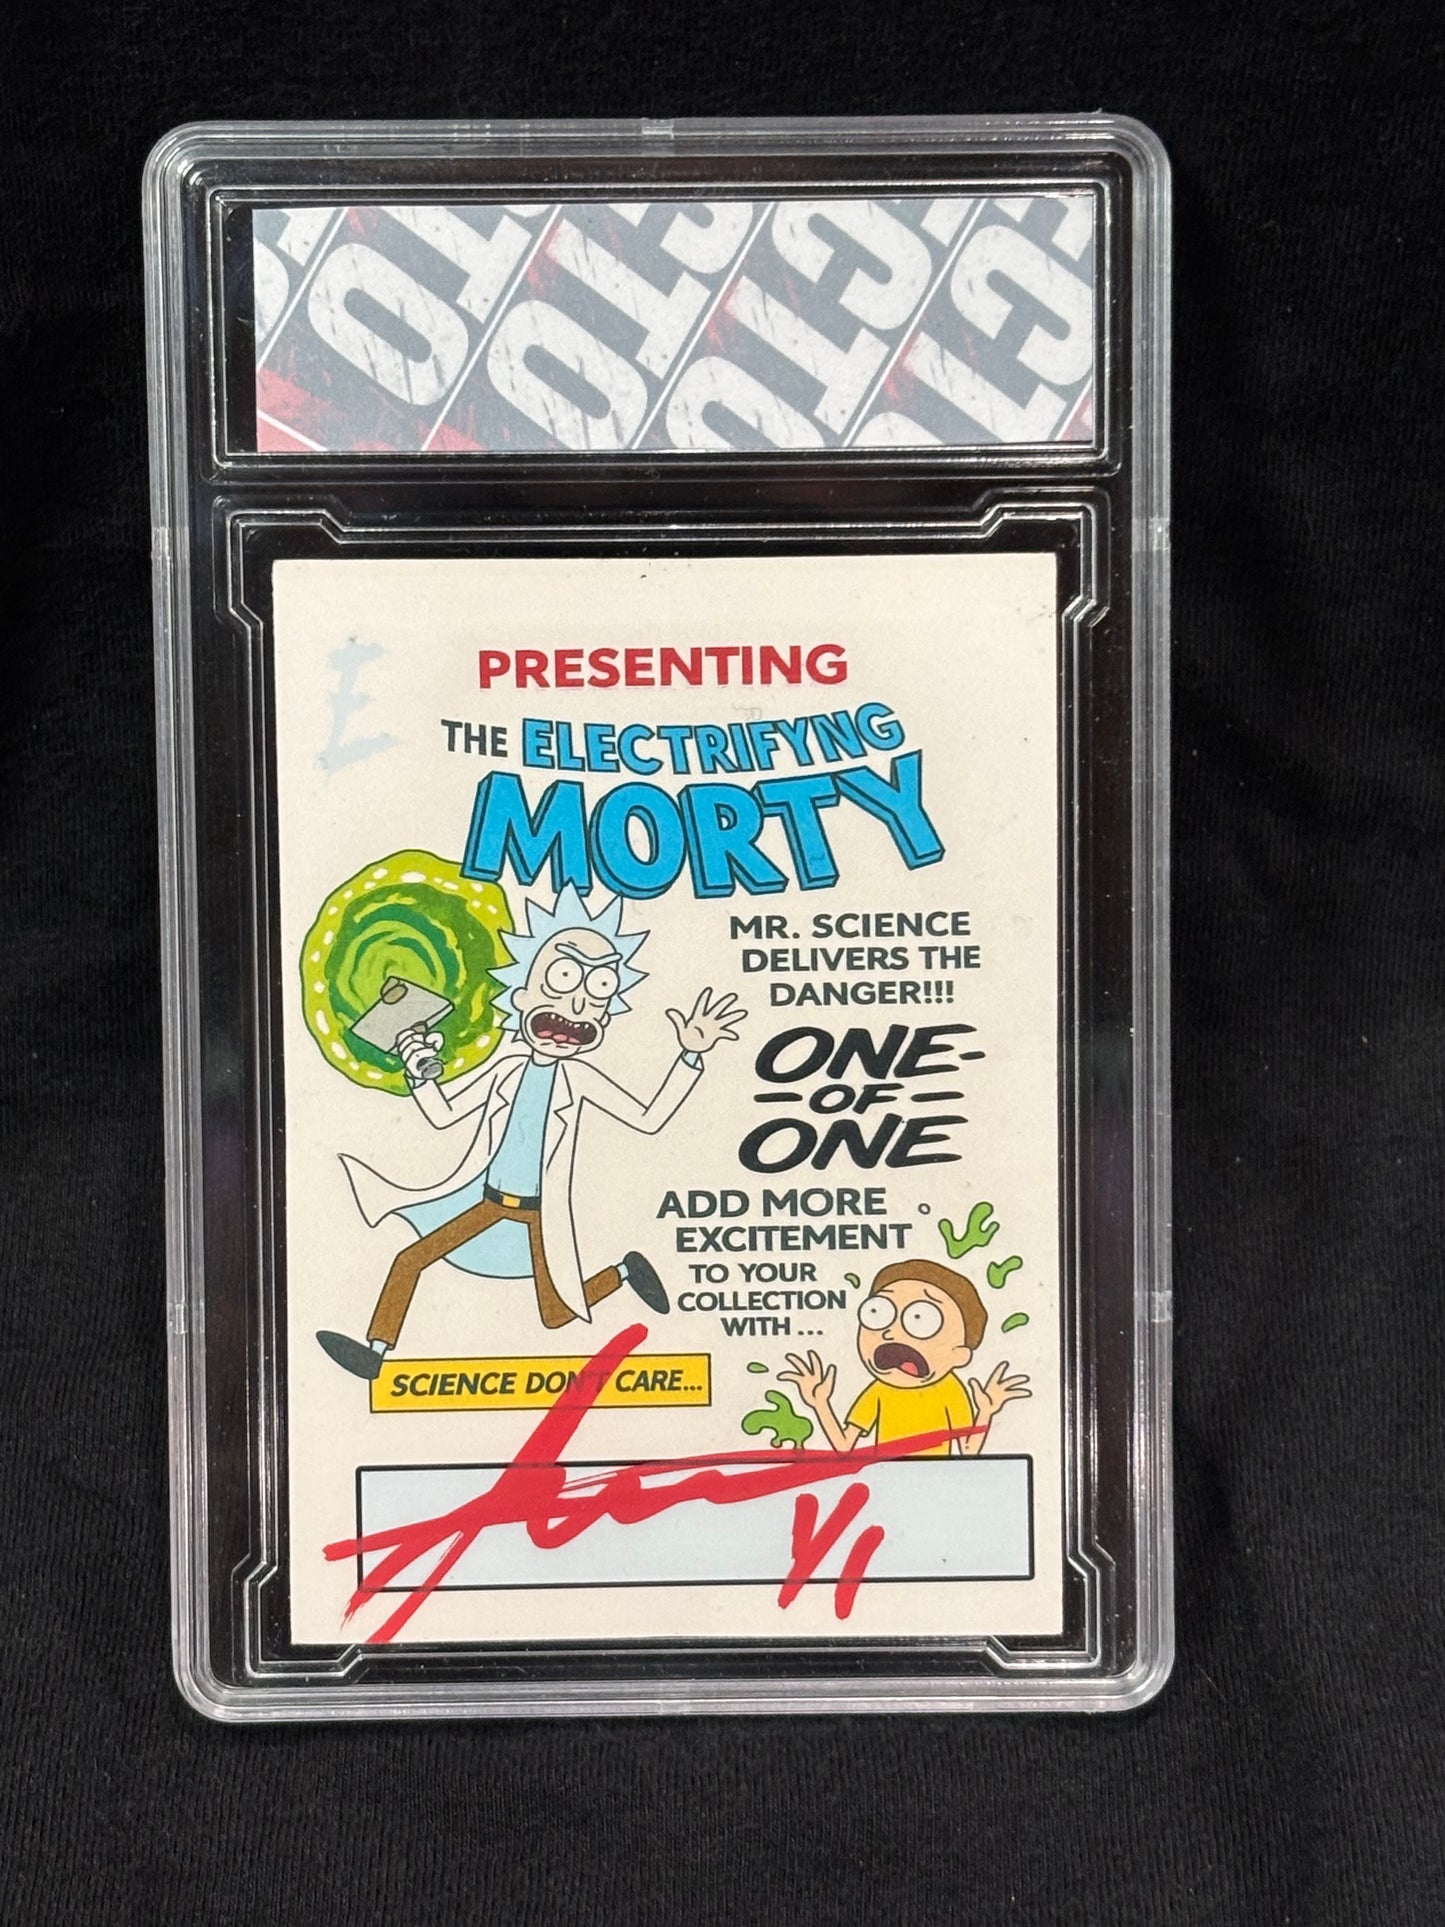 E
PRESENTING
THE ELECTRIFYNG
MORTY
MR. SCIENCE
DELIVERS THE
DANGER!!!
ONE-
-OF-
ONE
ADD MORE
EXCITEMENT
TO YOUR
COLLECTION
WITH...
SCIENCE DON'T CARE...
1/1